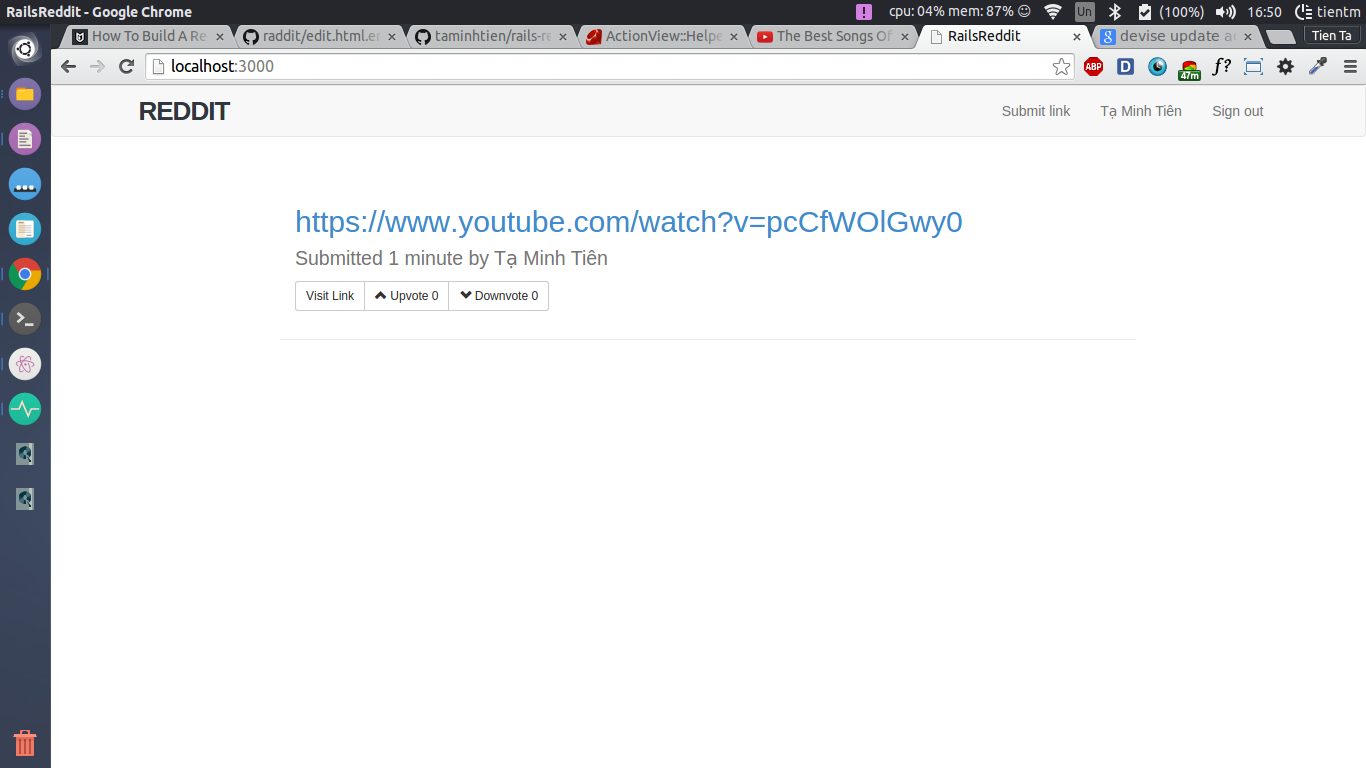 RailsReddit - Google Chrome
cpu: 04% mem: 87% Un (100%) 16:50 tientm
How To Build A Re
raddit/edit.html.er
taminhtien/rails-re
ActionView::Helpe
The Best Songs Of
RailsReddit
devise update ac
Tien Ta
localhost:3000
ABP D 47m f?
REDDIT
Submit link Tạ Minh Tiên Sign out
https://www.youtube.com/watch?v=pcCfWOlGwy0
Submitted 1 minute by Tạ Minh Tiên
Visit Link Upvote 0 Downvote 0